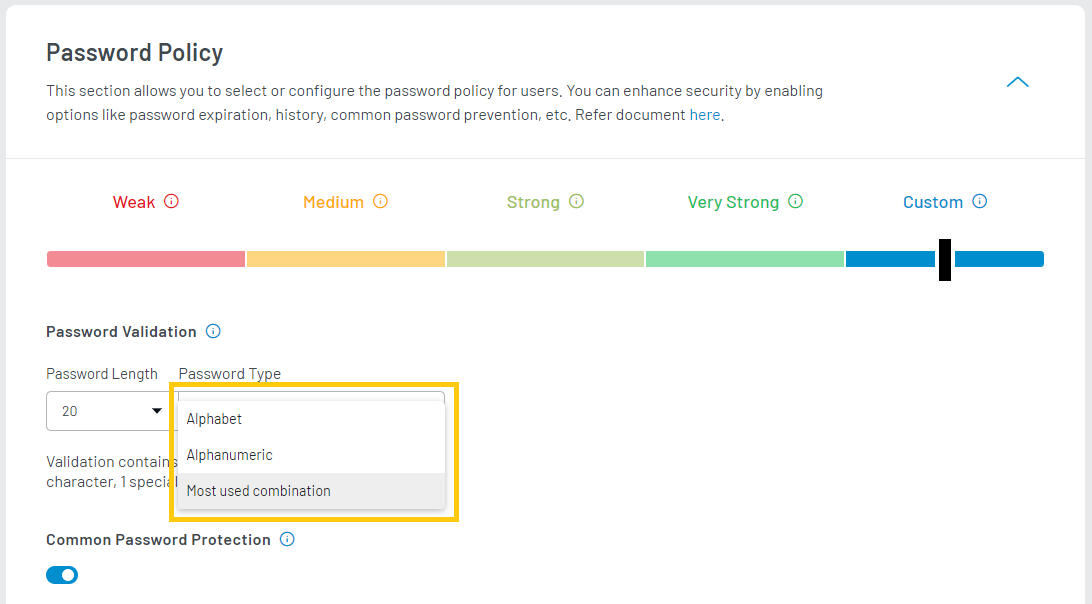 Password Policy
This section allows you to select or configure the password policy for users. You can enhance security by enabling
options like password expiration, history, common password prevention, etc. Refer document here.
Weak Medium Strong Very Strong Custom
Password Validation
Password Length Password Type
20
Alphabet
Alphanumeric
Most used combination
Validation contains
character, 1 special
Common Password Protection